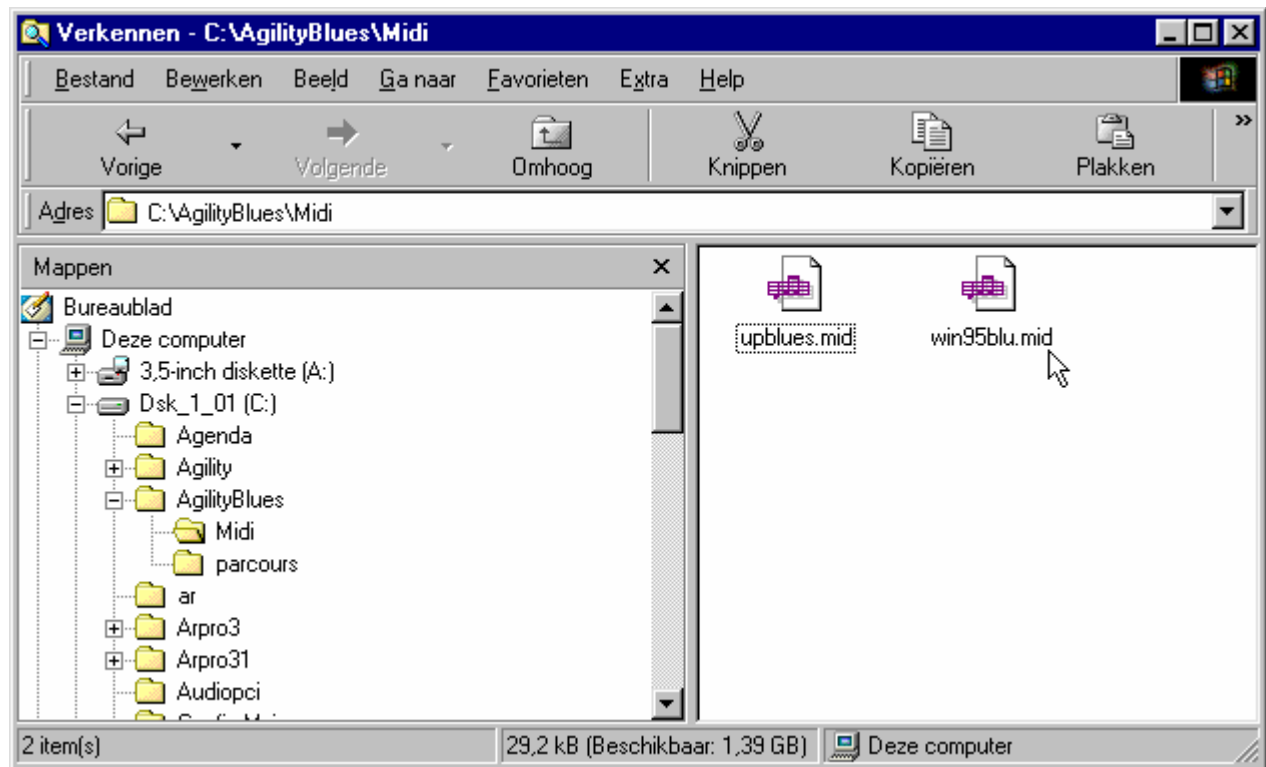 Verkennen - C:\AgilityBlues\Midi
Bestand Bewerken Beeld Ga naar Favorieten Extra Help
Vorige Volgende Omhoog Knippen Kopiëren Plakken »
Adres C:\AgilityBlues\Midi
Mappen
Bureaublad
Deze computer
3,5-inch diskette (A:)
Dsk_1_01 (C:)
Agenda
Agility
AgilityBlues
Midi
parcours
ar
Arpro3
Arpro31
Audiopci
upblues.mid win95blu.mid
2 item(s) 29,2 kB (Beschikbaar: 1,39 GB) Deze computer